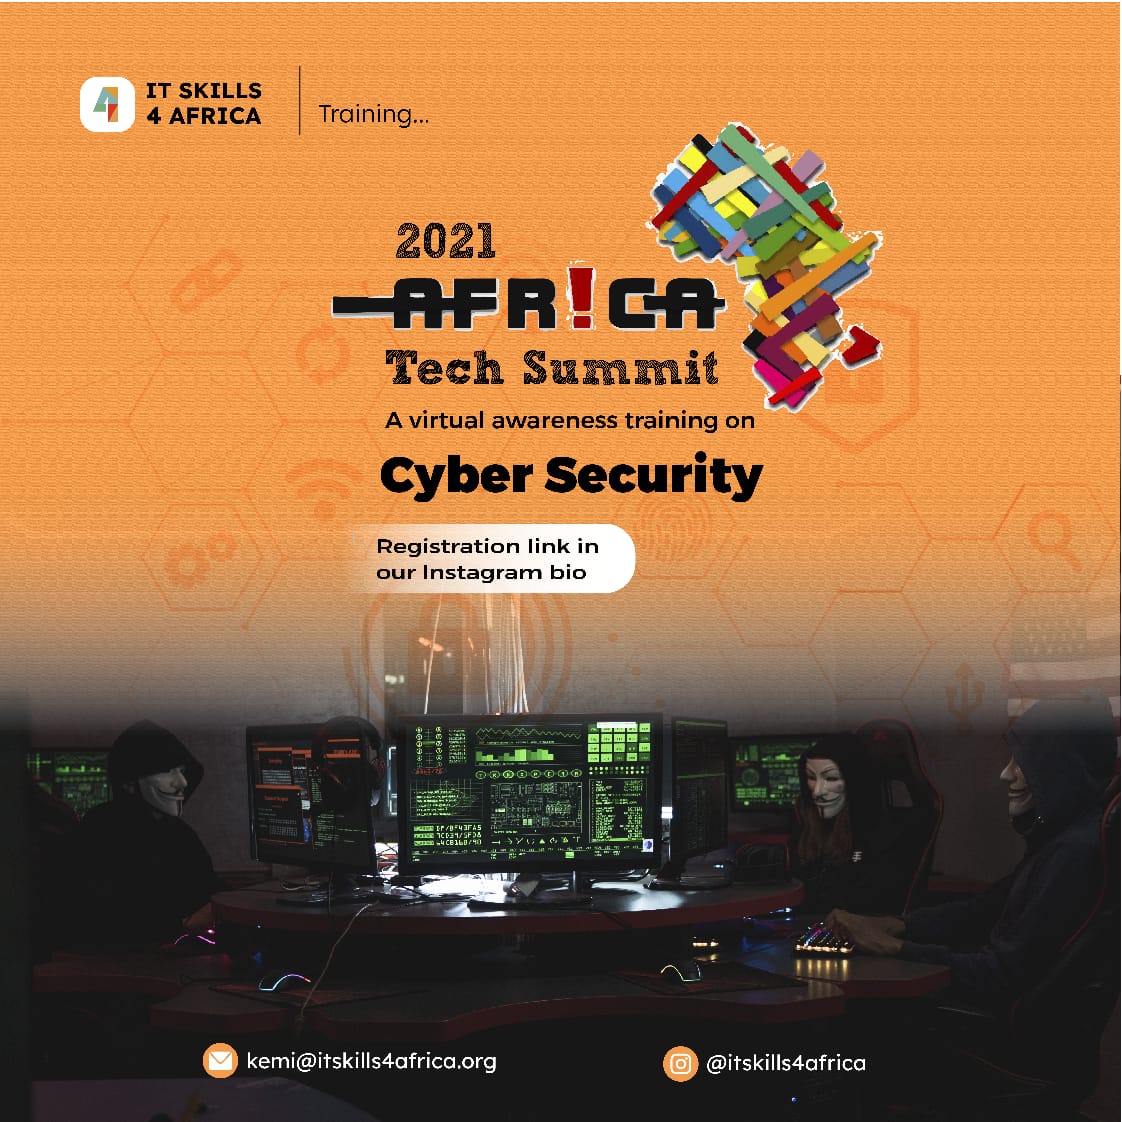 IT SKILLS
4 AFRICA
Training...
2021
AFR!CA
Tech Summit
A virtual awareness training on
Cyber Security
Registration link in
our Instagram bio
kemi@itskills4africa.org
@itskills4africa